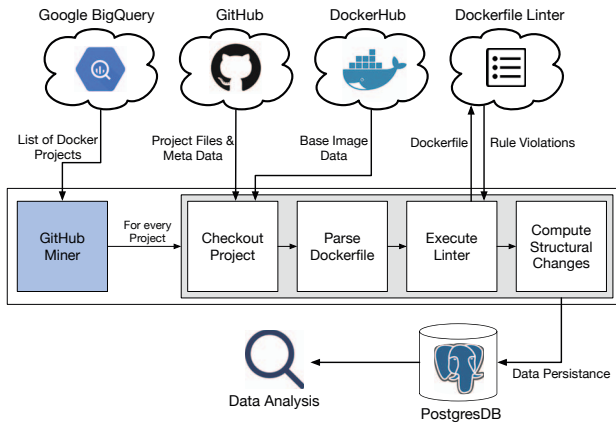 Google BigQuery
GitHub
DockerHub
Dockerfile Linter
List of Docker
Projects
Project Files &
Meta Data
Base Image
Data
Dockerfile
Rule Violations
GitHub
Miner
For every
Project
Checkout
Project
Parse
Dockerfile
Execute
Linter
Compute
Structural
Changes
Data Persistance
Data Analysis
PostgresDB